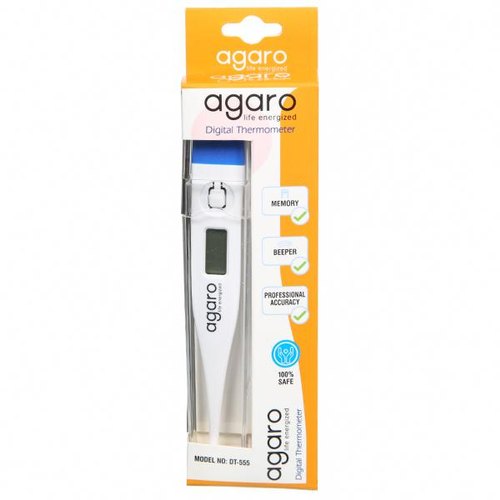 agaro
life energized
agaro
life energized
Digital Thermometer
MEMORY
BEEPER
PROFESSIONAL
ACCURACY
100%
SAFE
agaro
life energized
agaro
life energized
Digital Thermometer
MODEL NO: DT-555